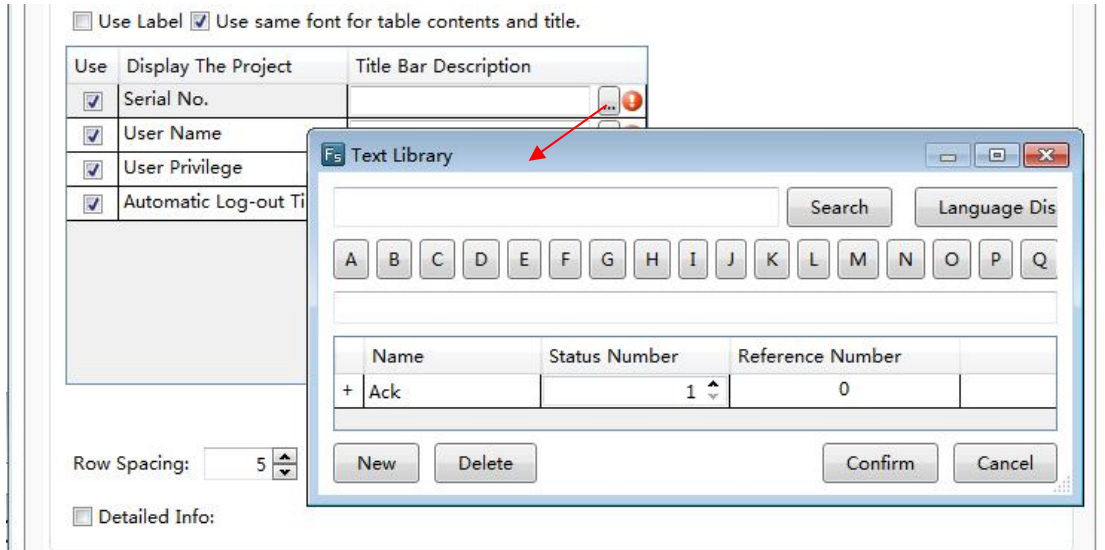 Use Label Use same font for table contents and title.
Use Display The Project Title Bar Description
Serial No. ...
User Name
User Privilege
Automatic Log-out Ti
Fs Text Library
Search Language Dis
A B C D E F G H I J K L M N O P Q
Name Status Number Reference Number
+ Ack 1 0
New Delete Confirm Cancel
Row Spacing: 5
Detailed Info: